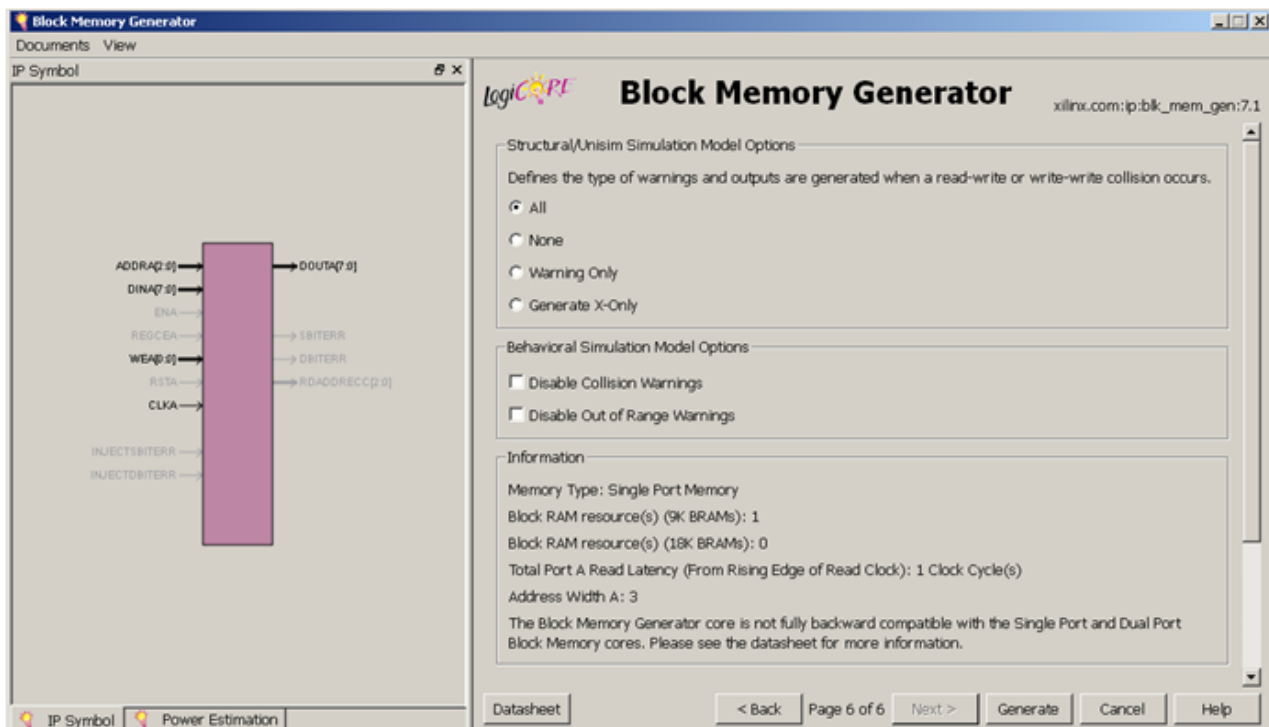 Block Memory Generator
Documents View
IP Symbol
ADDRA[2:0]
DOUTA[7:0]
DINA[7:0]
ENA
REGCEA
SBITERR
WEA[0:0]
DBITERR
RSTA
RDADDRECC[2:0]
CLKA
INJECTSBITERR
INJECTDBITERR
IP Symbol
Power Estimation
LogiCORE
Block Memory Generator
xilinx.com:ip:blk_mem_gen:7.1
Structural/Unisim Simulation Model Options
Defines the type of warnings and outputs are generated when a read-write or write-write collision occurs.
All
None
Warning Only
Generate X-Only
Behavioral Simulation Model Options
Disable Collision Warnings
Disable Out of Range Warnings
Information
Memory Type: Single Port Memory
Block RAM resource(s) (9K BRAMs): 1
Block RAM resource(s) (18K BRAMs): 0
Total Port A Read Latency (From Rising Edge of Read Clock): 1 Clock Cycle(s)
Address Width A: 3
The Block Memory Generator core is not fully backward compatible with the Single Port and Dual Port
Block Memory cores. Please see the datasheet for more information.
Datasheet
< Back
Page 6 of 6
Next >
Generate
Cancel
Help